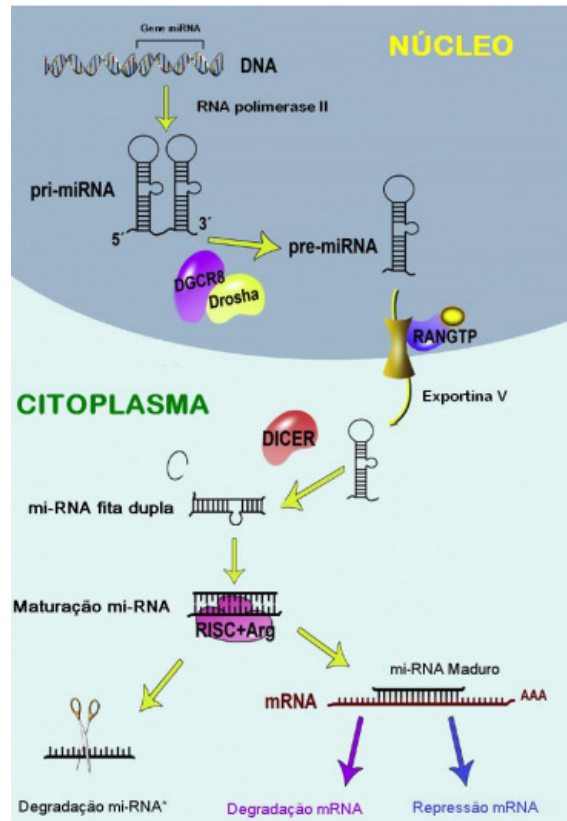 Gene miRNA
NÚCLEO
DNA
RNA polimerase II
pri-miRNA
5´
3´
pre-miRNA
DGCR8
Drosha
RANGTP
Exportina V
CITOPLASMA
DICER
mi-RNA fita dupla
Maturação mi-RNA
RISC+Arg
mi-RNA Maduro
mRNA
AAA
Degradação mi-RNA*
Degradação mRNA
Repressão mRNA